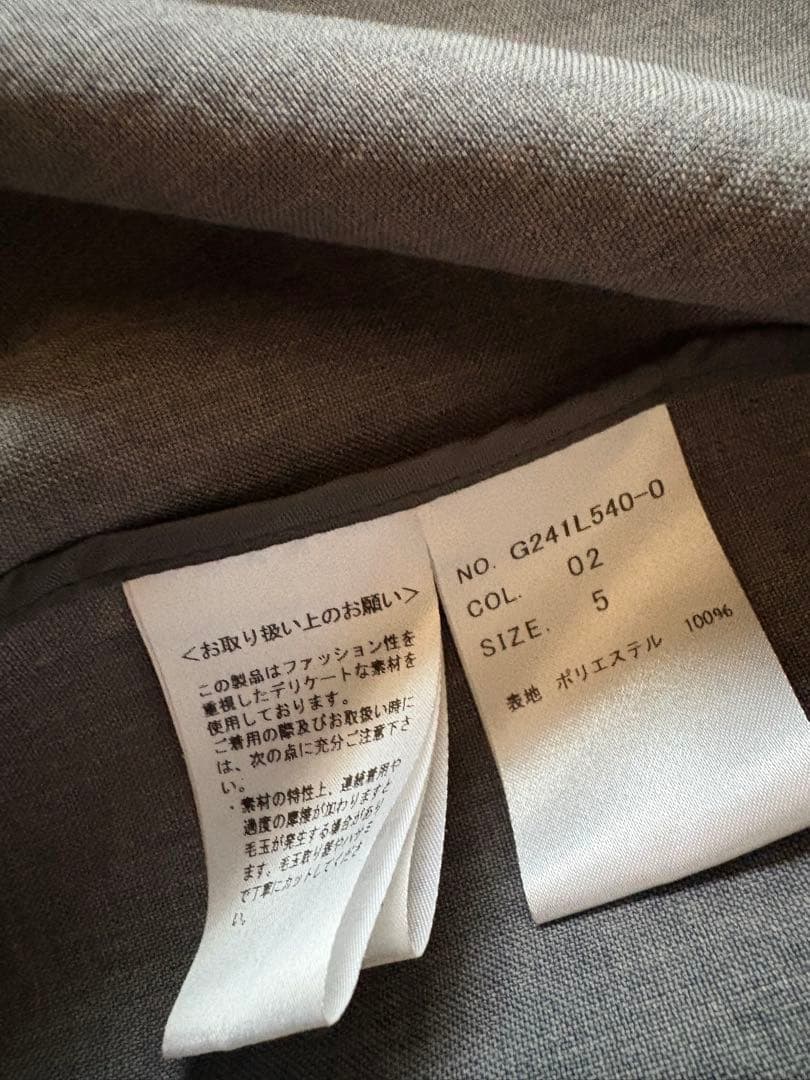 <お取り扱い上のお願い>
この製品はファッション性を
重視したデリケートな素材を
使用しております。
ご着用の際及びお取扱い時に
は、次の点に充分ご注意下さ
い。
・素材の特性上、連続着用や
過度の摩擦が加わりますと
毛玉が発生する場合があり
ます。毛玉取り器やハサミ
で丁寧にカットしてくださ
い。
NO. G241L540-0
COL. 02
SIZE. 5
表地 ポリエステル 100%